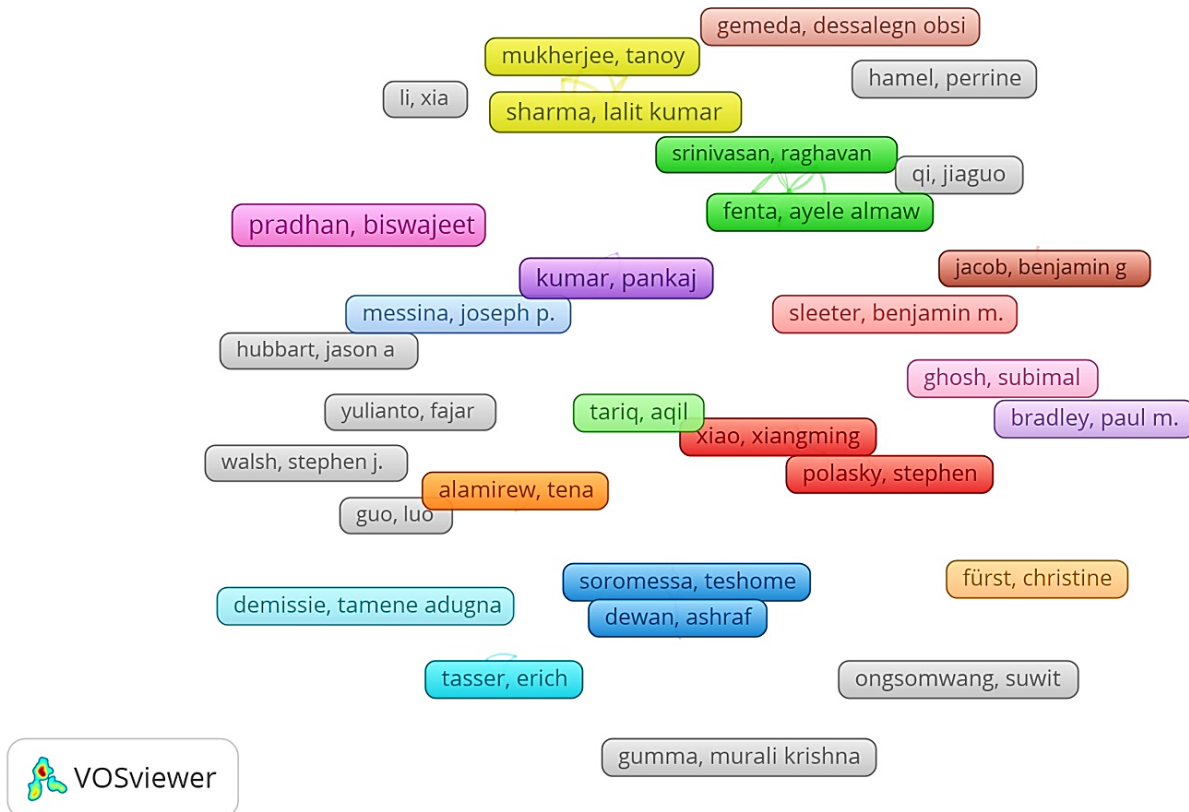 gemeda, dessalegn obsi
mukherjee, tanoy
hamel, perrine
li, xia
sharma, lalit kumar
srinivasan, raghavan
qi, jiaguo
fenta, ayele almaw
pradhan, biswajeet
jacob, benjamin g
kumar, pankaj
messina, joseph p.
sleeter, benjamin m.
hubbart, jason a
ghosh, subimal
yulianto, fajar
tariq, aqil
bradley, paul m.
xiao, xiangming
walsh, stephen j.
polasky, stephen
alamirew, tena
guo, luo
soromessa, teshome
fürst, christine
demissie, tamene adugna
dewan, ashraf
tasser, erich
ongsomwang, suwit
gumma, murali krishna
VOSviewer